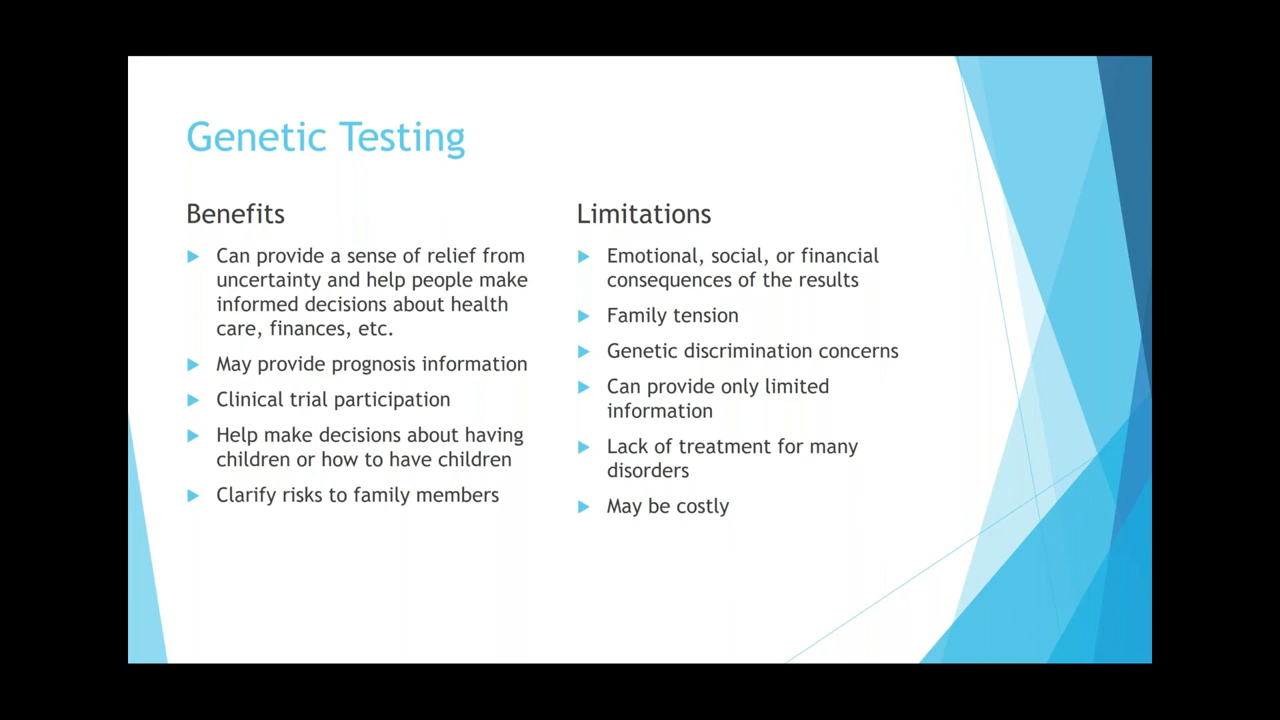 Genetic Testing
Benefits
Can provide a sense of relief from
uncertainty and help people make
informed decisions about health
care, finances, etc.
May provide prognosis information
Clinical trial participation
Help make decisions about having
children or how to have children
Clarify risks to family members
Limitations
Emotional, social, or financial
consequences of the results
Family tension
Genetic discrimination concerns
Can provide only limited
information
Lack of treatment for many
disorders
May be costly